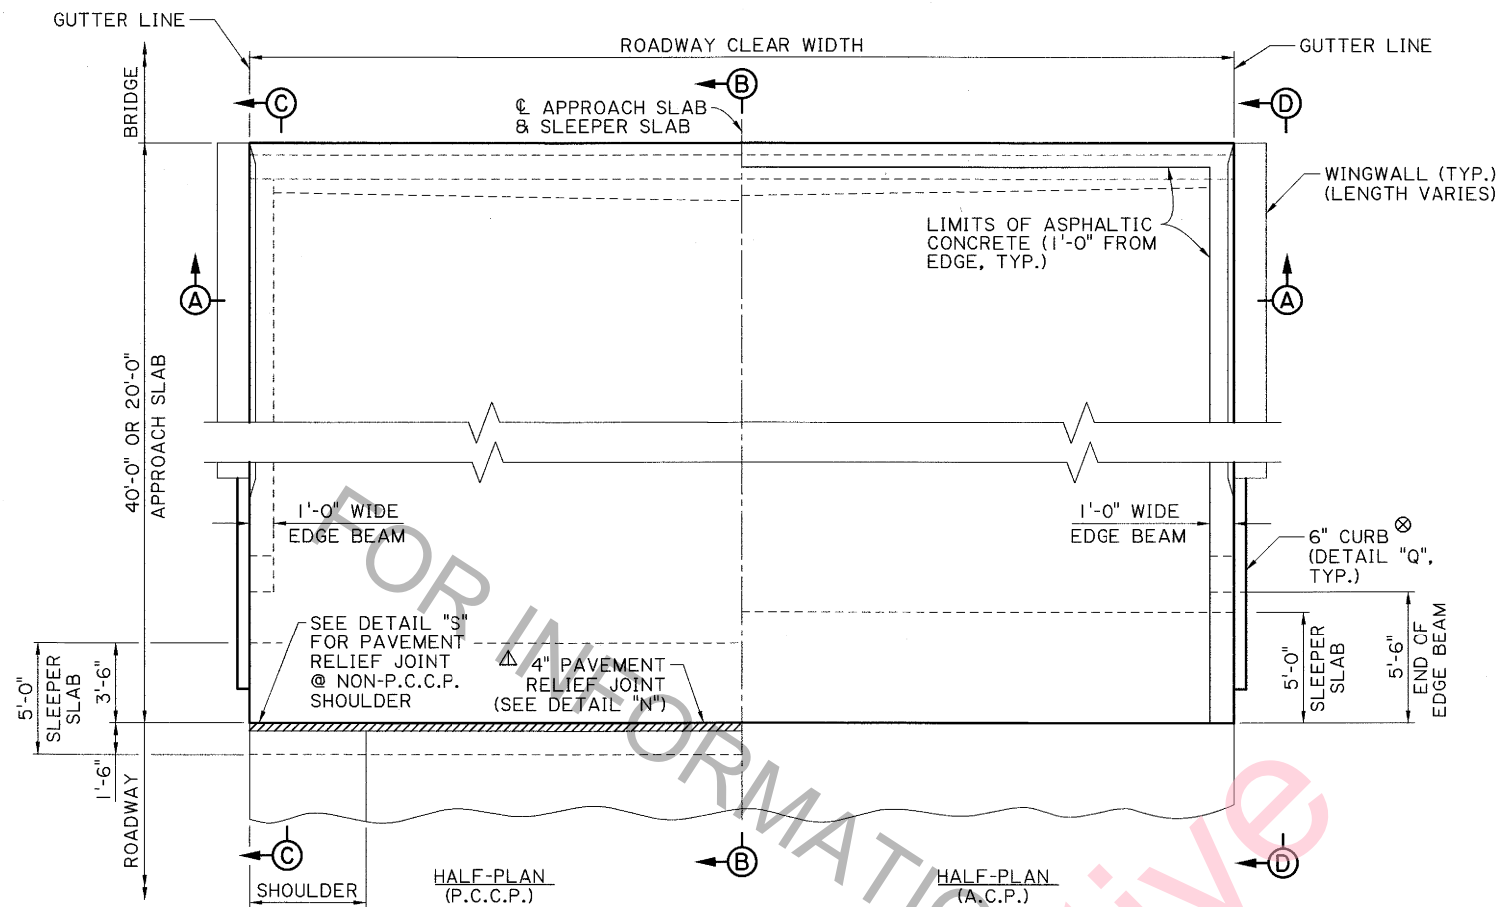 GUTTER LINE
ROADWAY CLEAR WIDTH
GUTTER LINE
BRIDGE
C
B
D
℄ APPROACH SLAB
& SLEEPER SLAB
WINGWALL (TYP.)
(LENGTH VARIES)
LIMITS OF ASPHALTIC
CONCRETE (1'-0" FROM
EDGE, TYP.)
A
A
40'-0" OR 20'-0"
APPROACH SLAB
1'-0" WIDE
EDGE BEAM
1'-0" WIDE
EDGE BEAM
6" CURB ⊗
(DETAIL "Q",
TYP.)
SEE DETAIL "S"
FOR PAVEMENT
RELIEF JOINT
@ NON-P.C.C.P.
SHOULDER
4" PAVEMENT
RELIEF JOINT
(SEE DETAIL "N")
5'-0"
SLEEPER
SLAB
3'-6"
1'-6"
5'-0"
SLEEPER
SLAB
5'-6"
END OF
EDGE BEAM
ROADWAY
C
B
D
SHOULDER
HALF-PLAN
(P.C.C.P.)
HALF-PLAN
(A.C.P.)
FOR INFORMATIO
ive